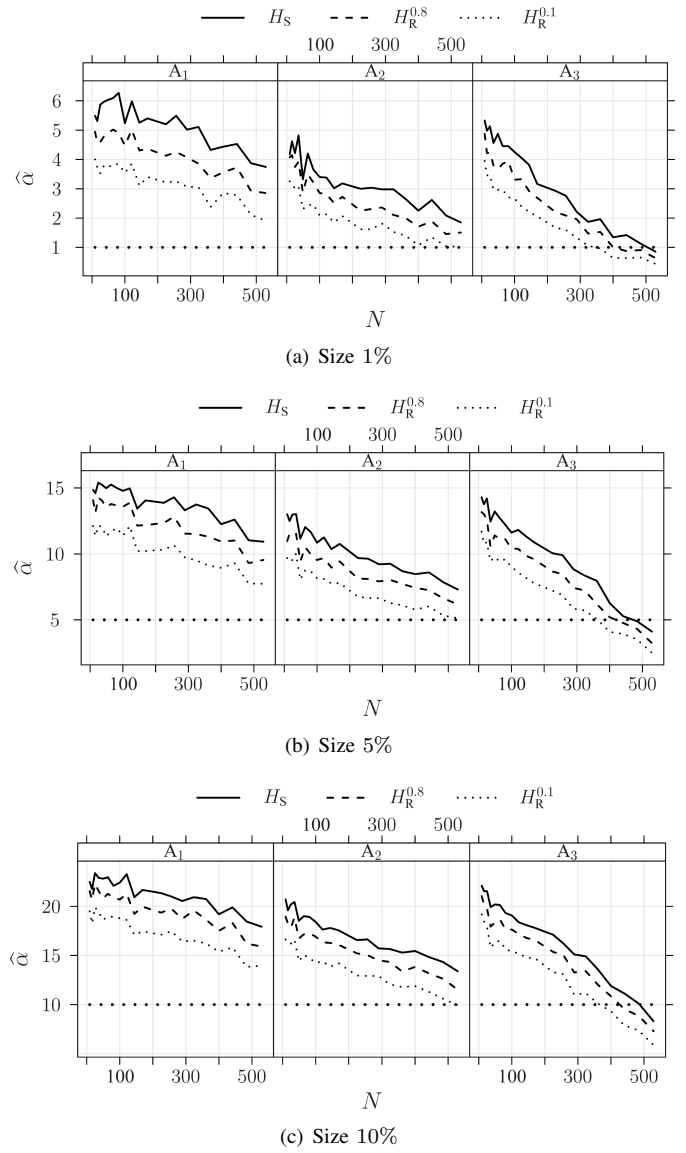 H_S H_R^{0.8} H_R^{0.1}
100 300 500
A_1 A_2 A_3
6
5
4
3
2
1
α̂
100 300 500 100 300 500
N
(a) Size 1%
H_S H_R^{0.8} H_R^{0.1}
100 300 500
A_1 A_2 A_3
15
10
5
α̂
100 300 500 100 300 500
N
(b) Size 5%
H_S H_R^{0.8} H_R^{0.1}
100 300 500
A_1 A_2 A_3
20
15
10
α̂
100 300 500 100 300 500
N
(c) Size 10%